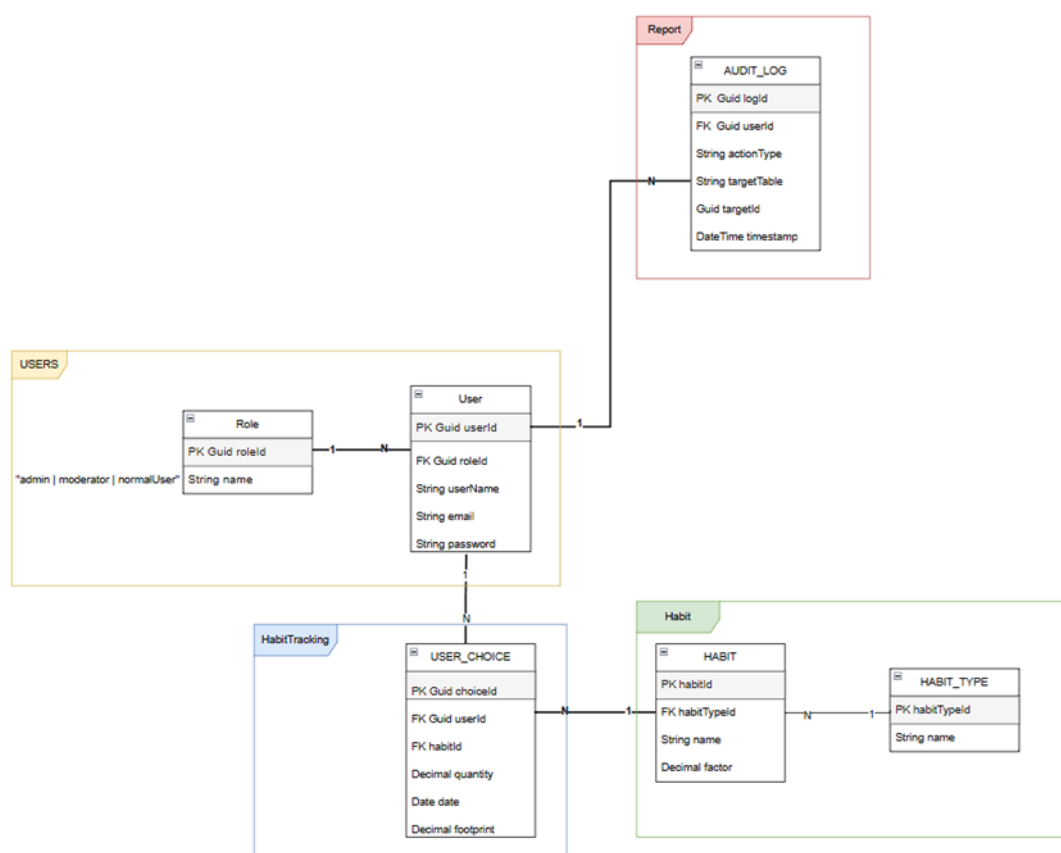 Report
AUDIT_LOG
PK Guid logId
FK Guid userId
String actionType
String targetTable
Guid targetId
DateTime timestamp
N
USERS
User
PK Guid userId
1
FK Guid roleId
String userName
String email
String password
Role
PK Guid roleId
String name
"admin | moderator | normalUser"
1
N
1
N
HabitTracking
USER_CHOICE
PK Guid choiceId
FK Guid userId
FK habitId
Decimal quantity
Date date
Decimal footprint
N
1
Habit
HABIT
PK habitId
FK habitTypeId
String name
Decimal factor
N
1
HABIT_TYPE
PK habitTypeId
String name